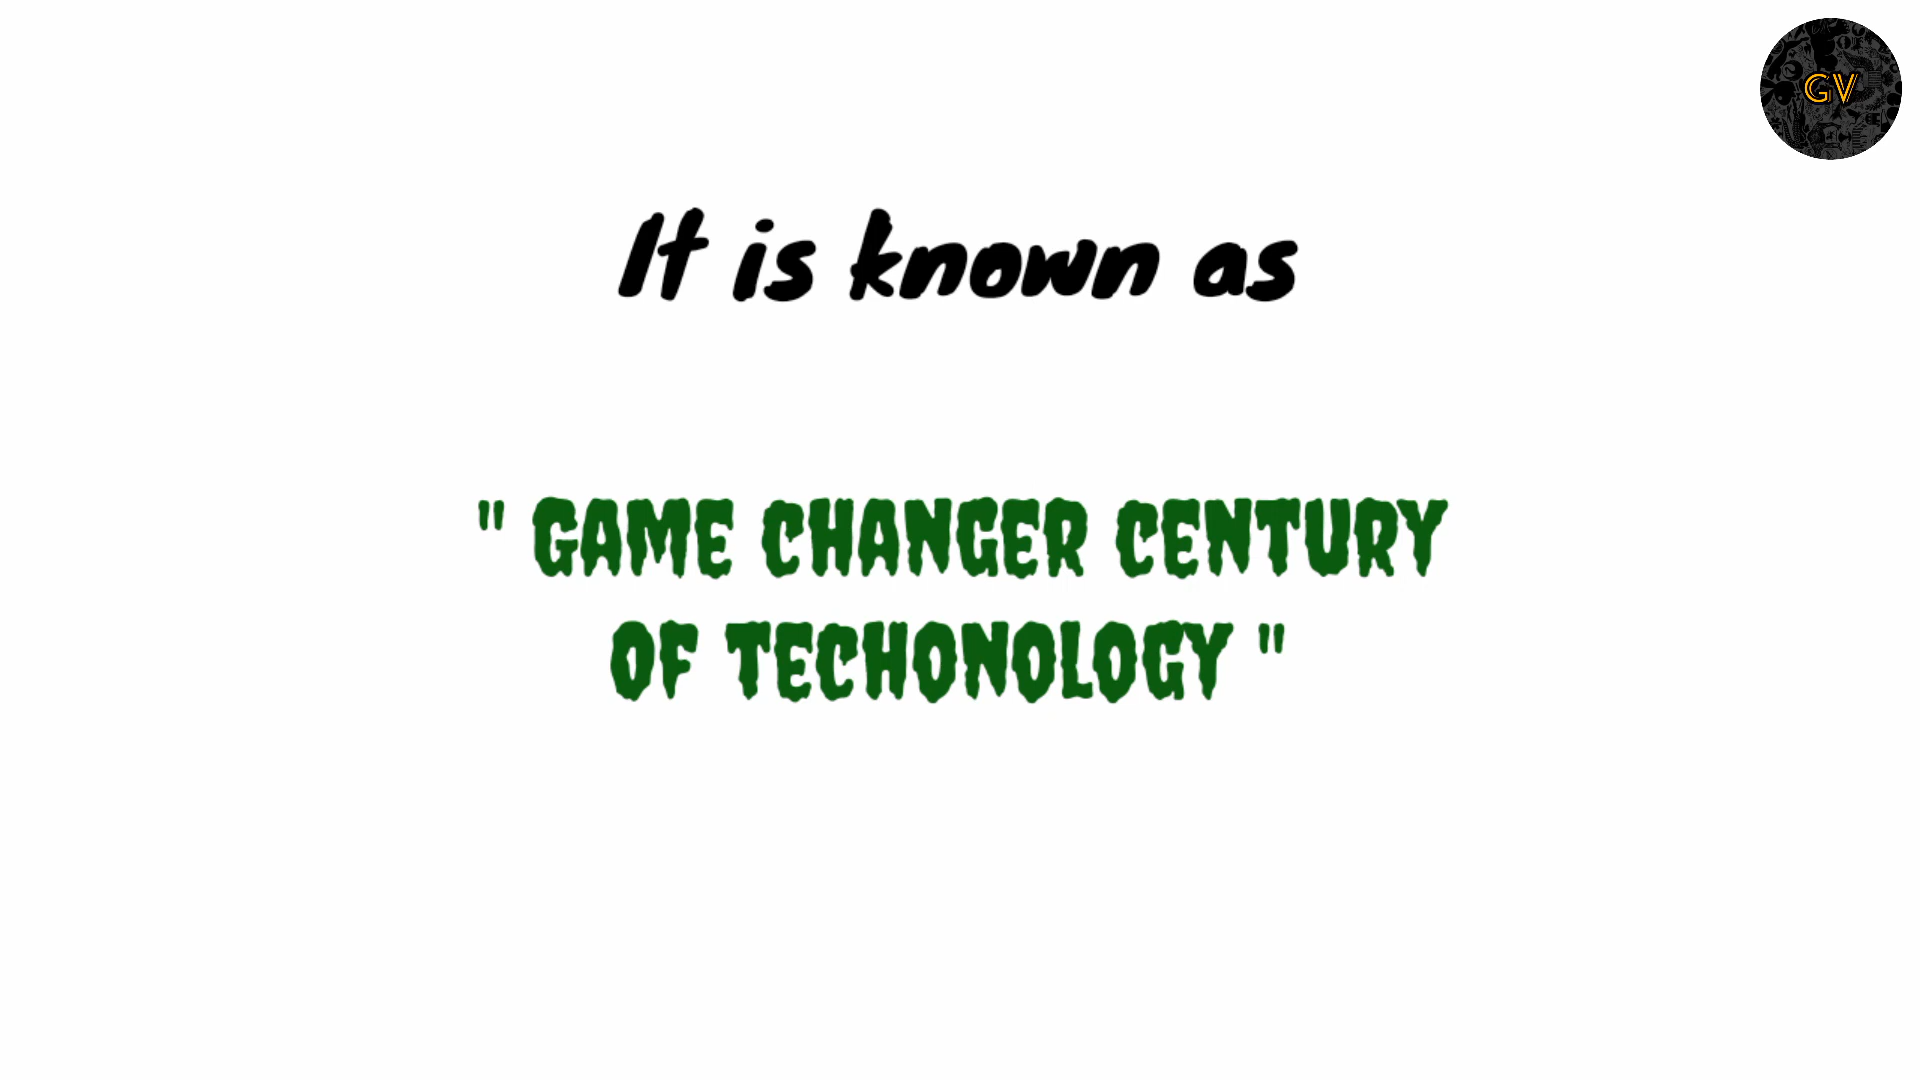 GV
It is known as
" GAME CHANGER CENTURY
OF TECHONOLOGY "